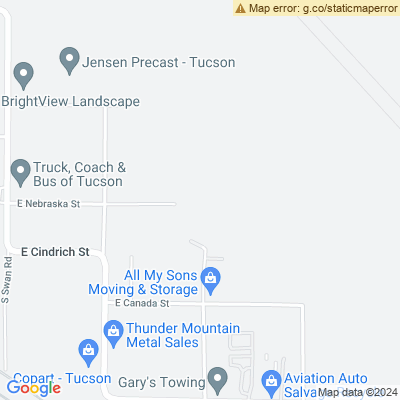 Map error: g.co/staticmaperror
Jensen Precast - Tucson
BrightView Landscape
Truck, Coach &
Bus of Tucson
E Nebraska St
E Cindrich St
S Swan Rd
All My Sons
Moving & Storage
E Canada St
Thunder Mountain
Metal Sales
Copart - Tucson
Gary's Towing
Aviation Auto
Salvage
Google
Map data ©2024